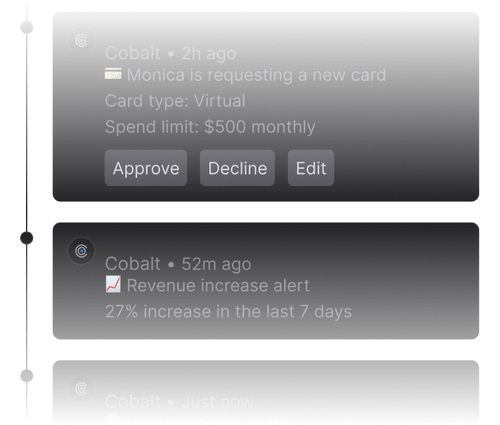 Cobalt • 2h ago
💳 Monica is requesting a new card
Card type: Virtual
Spend limit: $500 monthly
Approve Decline Edit
Cobalt • 52m ago
📈 Revenue increase alert
27% increase in the last 7 days
Cobalt • Just now